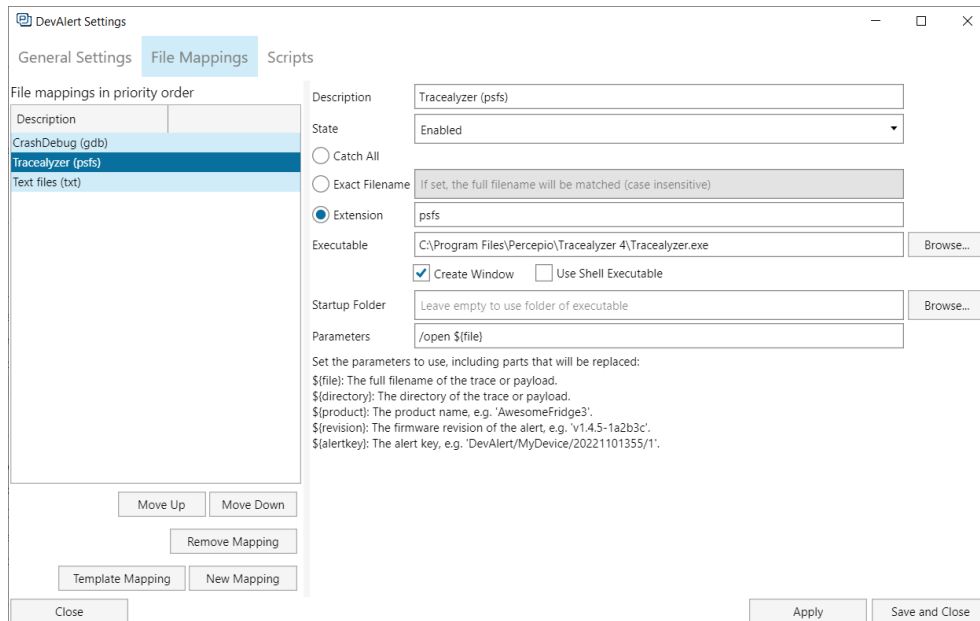 DevAlert Settings
General Settings File Mappings Scripts
File mappings in priority order
Description
CrashDebug (gdb)
Tracealyzer (psfs)
Text files (txt)
Move Up Move Down
Remove Mapping
Template Mapping New Mapping
Close
Description Tracealyzer (psfs)
State Enabled
Catch All
Exact Filename If set, the full filename will be matched (case insensitive)
Extension psfs
Executable C:\Program Files\Percepio\Tracealyzer 4\Tracealyzer.exe Browse...
Create Window Use Shell Executable
Startup Folder Leave empty to use folder of executable Browse...
Parameters /open ${file}
Set the parameters to use, including parts that will be replaced:
${file}: The full filename of the trace or payload.
${directory}: The directory of the trace or payload.
${product}: The product name, e.g. 'AwesomeFridge3'.
${revision}: The firmware revision of the alert, e.g. 'v1.4.5-1a2b3c'.
${alertkey}: The alert key, e.g. 'DevAlert/MyDevice/20221101355/1'.
Apply Save and Close